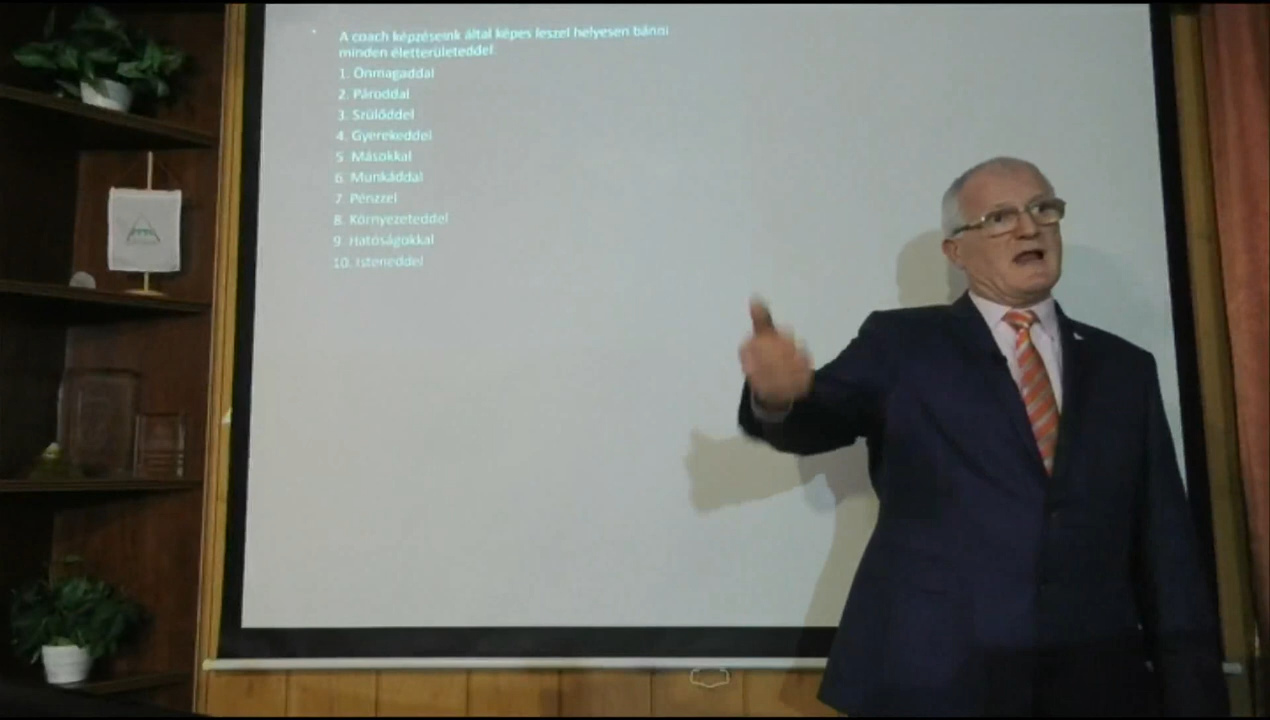 A coach képzéseink által képes leszel helyesen bánni
minden életterületeddel.
1. Önmagaddal
2. Pároddal
3. Szülőddel
4. Gyerekeddel
5. Másokkal
6. Munkáddal
7. Pénzzel
8. Környezeteddel
9. Hatóságokkal
10. Isteneddel